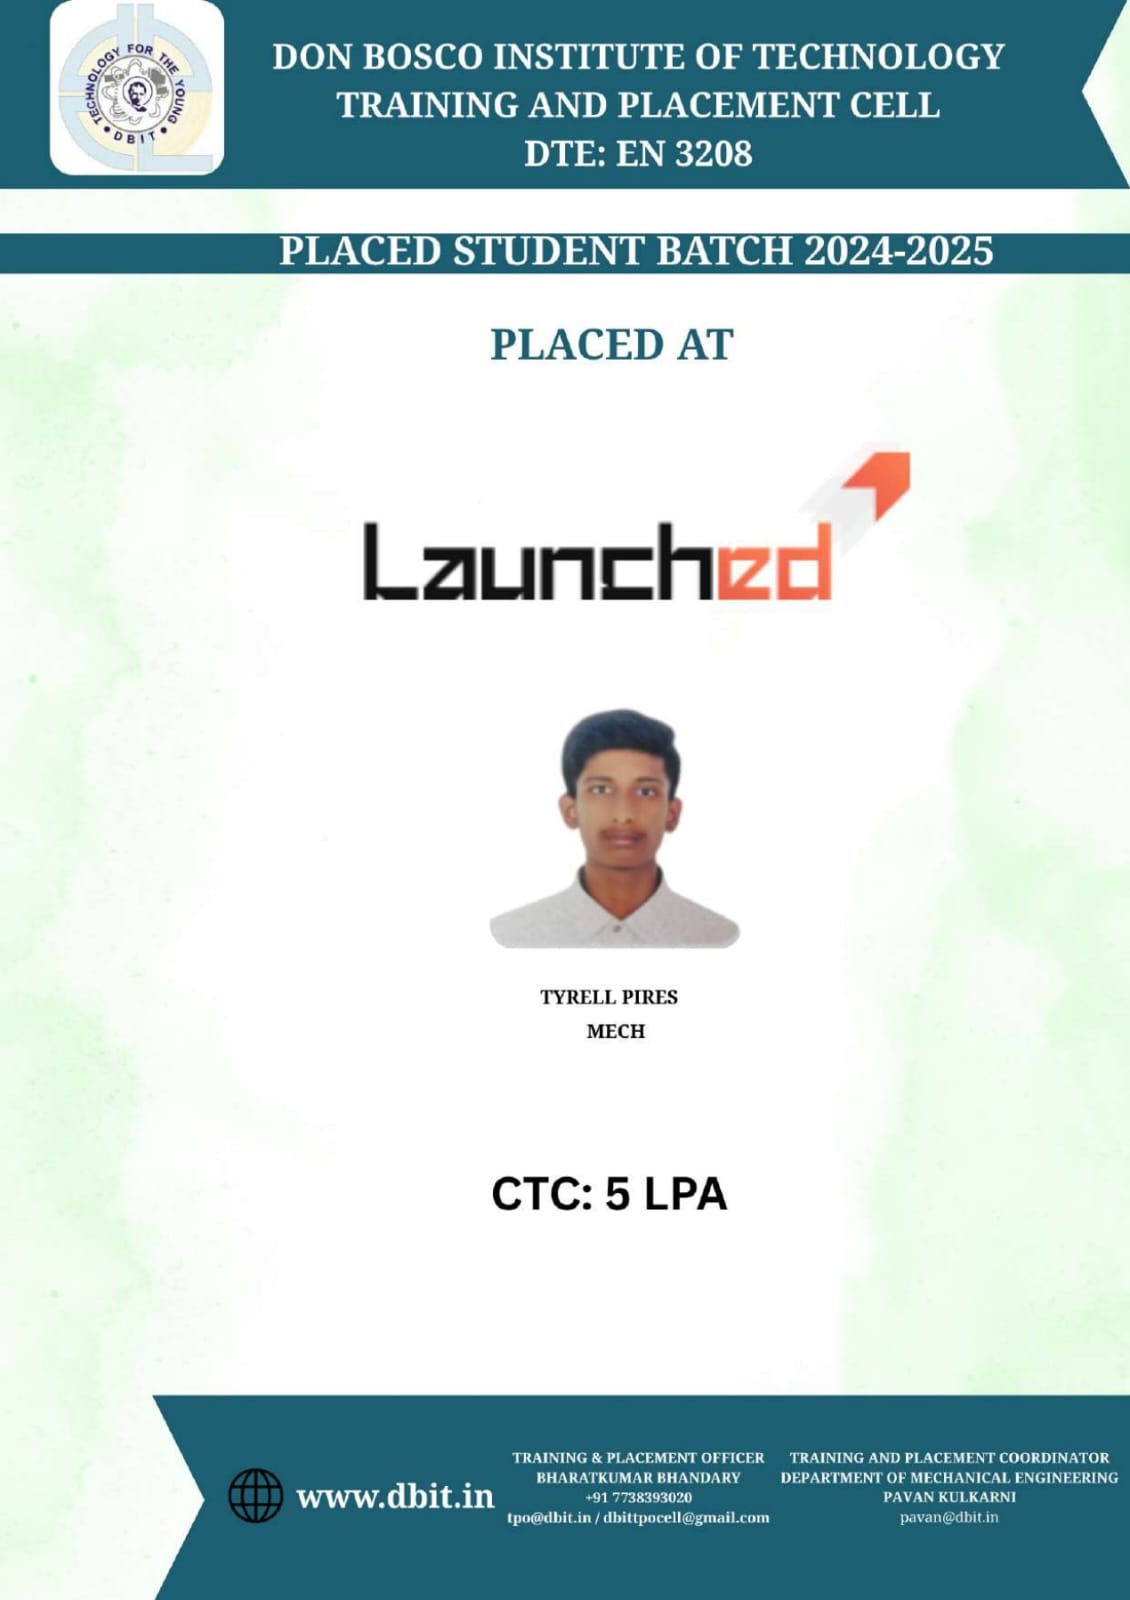 TECHNOLOGY FOR THE YOUNG
DBIT
DON BOSCO INSTITUTE OF TECHNOLOGY
TRAINING AND PLACEMENT CELL
DTE: EN 3208
PLACED STUDENT BATCH 2024-2025
PLACED AT
Launched
TYRELL PIRES
MECH
CTC: 5 LPA
www.dbit.in
TRAINING & PLACEMENT OFFICER
BHARATKUMAR BHANDARY
+91 7738393020
tpo@dbit.in / dbittpocell@gmail.com
TRAINING AND PLACEMENT COORDINATOR
DEPARTMENT OF MECHANICAL ENGINEERING
PAVAN KULKARNI
pavan@dbit.in